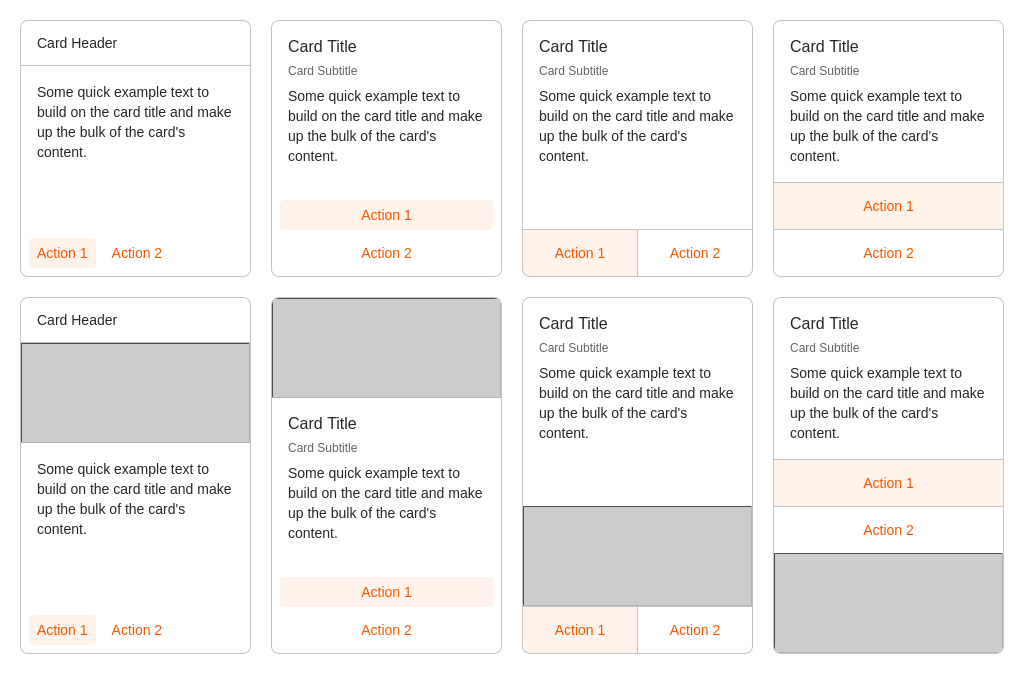 Card Header
Some quick example text to
build on the card title and make
up the bulk of the card's
content.
Action 1
Action 2
Card Title
Card Subtitle
Some quick example text to
build on the card title and make
up the bulk of the card's
content.
Action 1
Action 2
Card Title
Card Subtitle
Some quick example text to
build on the card title and make
up the bulk of the card's
content.
Action 1
Action 2
Card Title
Card Subtitle
Some quick example text to
build on the card title and make
up the bulk of the card's
content.
Action 1
Action 2
Card Header
Some quick example text to
build on the card title and make
up the bulk of the card's
content.
Action 1
Action 2
Card Title
Card Subtitle
Some quick example text to
build on the card title and make
up the bulk of the card's
content.
Action 1
Action 2
Card Title
Card Subtitle
Some quick example text to
build on the card title and make
up the bulk of the card's
content.
Action 1
Action 2
Card Title
Card Subtitle
Some quick example text to
build on the card title and make
up the bulk of the card's
content.
Action 1
Action 2